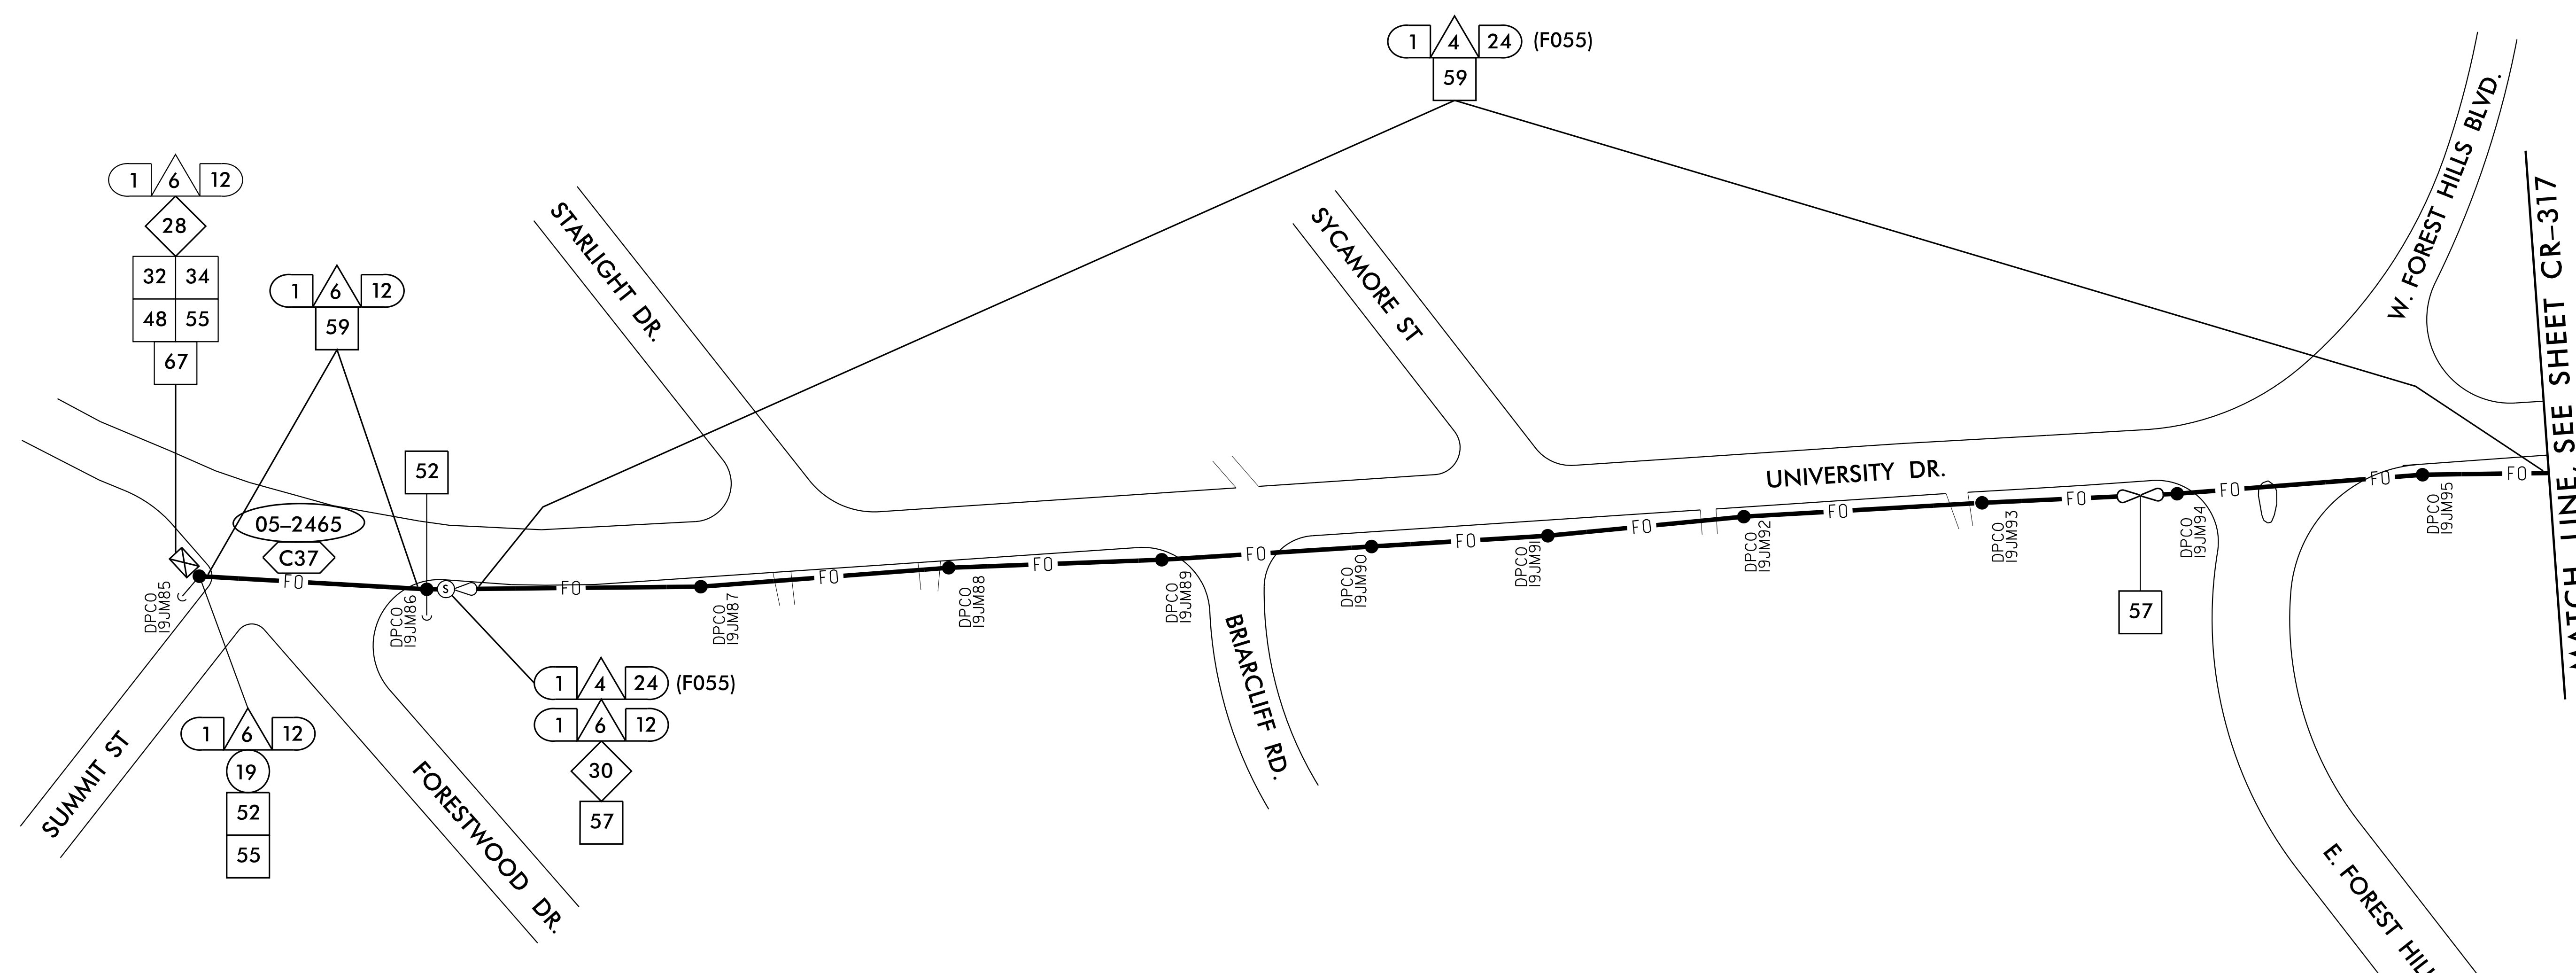 1 4 24 (F055)
59
1 6 12
28
32 34
48 55
67
1 6 12
59
STARLIGHT DR.
SYCAMORE ST
W. FOREST HILLS BLVD.
MATCH LINE, SEE SHEET CR–317
52
05–2465
C37
UNIVERSITY DR.
FO
FO
FO
FO
FO
FO
FO
FO
FO
FO
FO
FO
S
DPCO
19JM85
DPCO
19JM86
DPCO
19JM87
DPCO
19JM88
DPCO
19JM89
DPCO
19JM90
DPCO
19JM91
DPCO
19JM92
DPCO
19JM93
DPCO
19JM94
DPCO
19JM95
57
BRIARCLIFF RD.
1 4 24 (F055)
1 6 12
30
57
1 6 12
19
52
55
SUMMIT ST
FORESTWOOD DR.
E. FOREST HIL